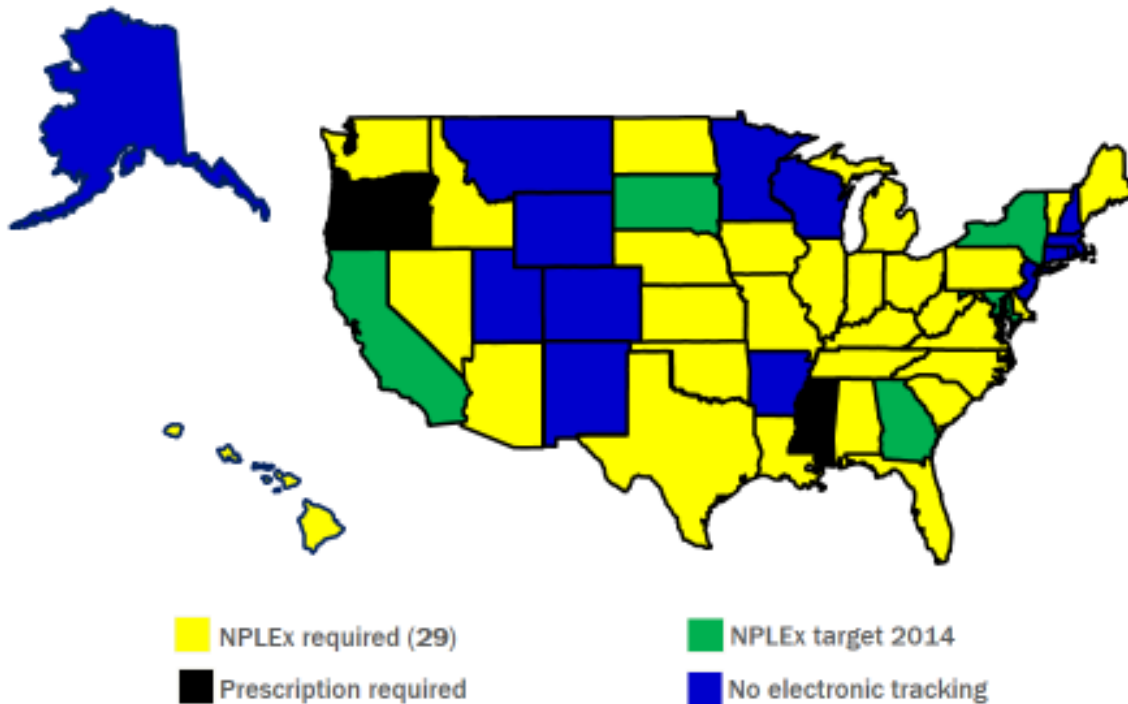 NPLEx required (29)
NPLEx target 2014
Prescription required
No electronic tracking